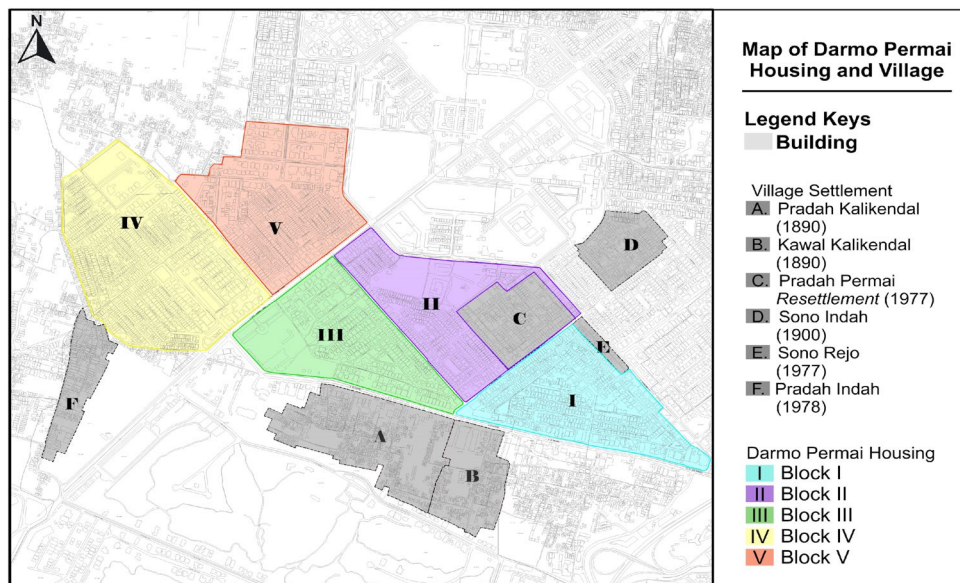 N
IV
V
D
II
C
III
E
I
F
A
B
Map of Darmo Permai
Housing and Village
Legend Keys
Building
Village Settlement
A. Pradah Kalikendal
(1890)
B. Kawal Kalikendal
(1890)
C. Pradah Permai
Resettlement (1977)
D. Sono Indah
(1900)
E. Sono Rejo
(1977)
F. Pradah Indah
(1978)
Darmo Permai Housing
I Block I
II Block II
III Block III
IV Block IV
V Block V